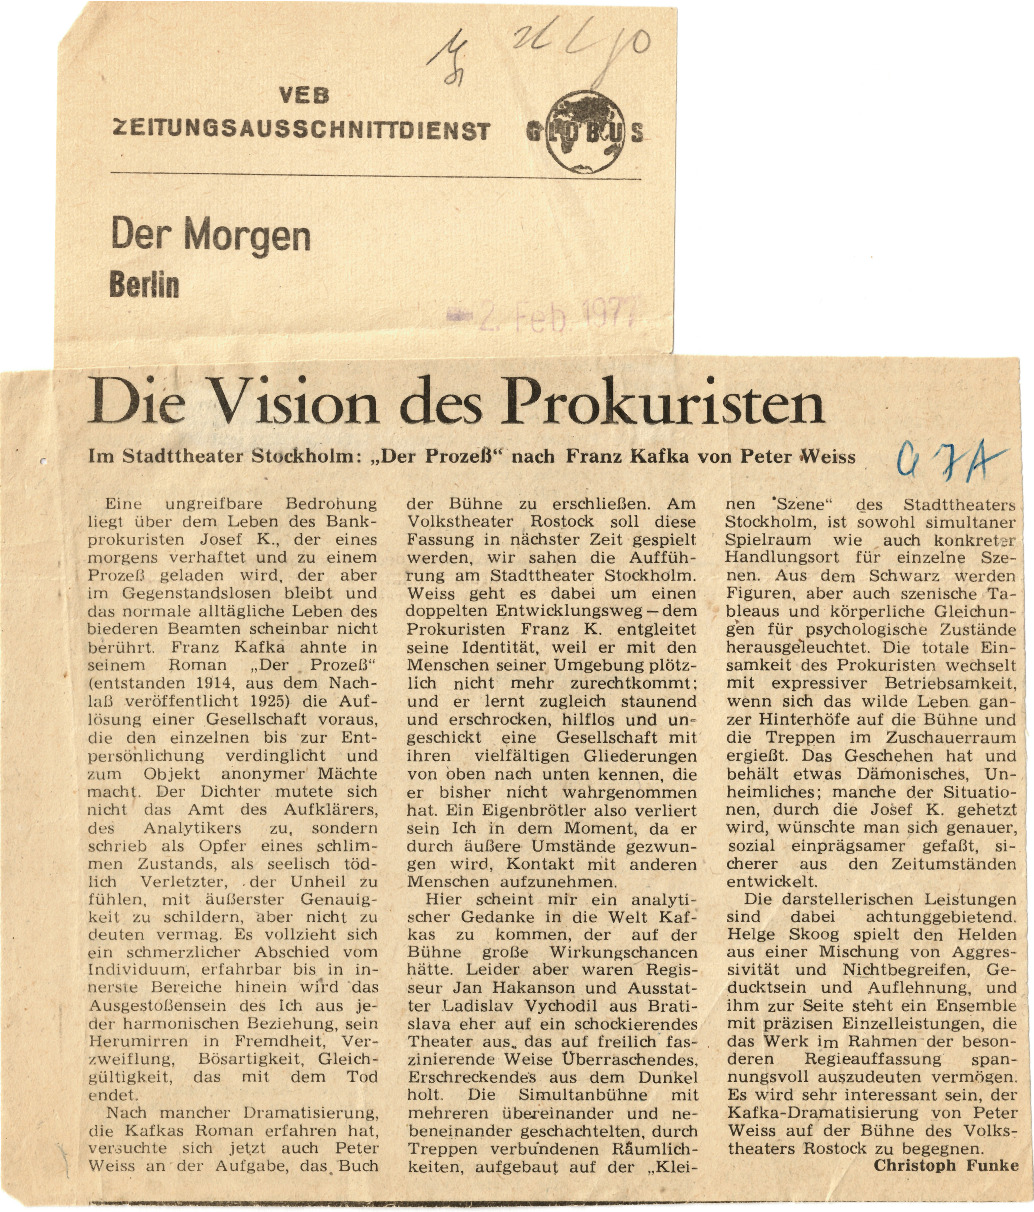 VEB
ZEITUNGSAUSSCHNITTDIENST GLOBUS
Der Morgen
Berlin
-2. Feb. 1977
Die Vision des Prokuristen
Im Stadttheater Stockholm: „Der Prozeß“ nach Franz Kafka von Peter Weiss
G7A
Eine ungreifbare Bedrohung
liegt über dem Leben des Bank-
prokuristen Josef K., der eines
morgens verhaftet und zu einem
Prozeß geladen wird, der aber
im Gegenstandslosen bleibt und
das normale alltägliche Leben des
biederen Beamten scheinbar nicht
berührt. Franz Kafka ahnte in
seinem Roman „Der Prozeß“
(entstanden 1914, aus dem Nach-
laß veröffentlicht 1925) die Auf-
lösung einer Gesellschaft voraus,
die den einzelnen bis zur Ent-
persönlichung verdinglicht und
zum Objekt anonymer Mächte
macht. Der Dichter mutete sich
nicht das Amt des Aufklärers,
des Analytikers zu, sondern
schrieb als Opfer eines schlim-
men Zustands, als seelisch töd-
lich Verletzter, der Unheil zu
fühlen, mit äußerster Genauig-
keit zu schildern, aber nicht zu
deuten vermag. Es vollzieht sich
ein schmerzlicher Abschied vom
Individuum, erfahrbar bis in in-
nerste Bereiche hinein wird das
Ausgestoßensein des Ich aus je-
der harmonischen Beziehung, sein
Herumirren in Fremdheit, Ver-
zweiflung, Bösartigkeit, Gleich-
gültigkeit, das mit dem Tod
endet.
Nach mancher Dramatisierung,
die Kafkas Roman erfahren hat,
versuchte sich jetzt auch Peter
Weiss an der Aufgabe, das Buch
der Bühne zu erschließen. Am
Volkstheater Rostock soll diese
Fassung in nächster Zeit gespielt
werden, wir sahen die Auffüh-
rung am Stadttheater Stockholm.
Weiss geht es dabei um einen
doppelten Entwicklungsweg – dem
Prokuristen Franz K. entgleitet
seine Identität, weil er mit den
Menschen seiner Umgebung plötz-
lich nicht mehr zurechtkommt;
und er lernt zugleich staunend
und erschrocken, hilflos und un-
geschickt eine Gesellschaft mit
ihren vielfältigen Gliederungen
von oben nach unten kennen, die
er bisher nicht wahrgenommen
hat. Ein Eigenbrötler also verliert
sein Ich in dem Moment, da er
durch äußere Umstände gezwun-
gen wird, Kontakt mit anderen
Menschen aufzunehmen.
Hier scheint mir ein analyti-
scher Gedanke in die Welt Kaf-
kas zu kommen, der auf der
Bühne große Wirkungschancen
hätte. Leider aber waren Regis-
seur Jan Hakanson und Ausstat-
ter Ladislav Vychodil aus Brati-
slava eher auf ein schockierendes
Theater aus, das auf freilich fas-
zinierende Weise Überraschendes,
Erschreckendes aus dem Dunkel
holt. Die Simultanbühne mit
mehreren übereinander und ne-
beneinander geschachtelten, durch
Treppen verbundenen Räumlich-
keiten, aufgebaut auf der „Klei-
nen Szene“ des Stadttheaters
Stockholm, ist sowohl simultaner
Spielraum wie auch konkreter
Handlungsort für einzelne Sze-
nen. Aus dem Schwarz werden
Figuren, aber auch szenische Ta-
bleaus und körperliche Gleichun-
gen für psychologische Zustände
herausgeleuchtet. Die totale Ein-
samkeit des Prokuristen wechselt
mit expressiver Betriebsamkeit,
wenn sich das wilde Leben gan-
zer Hinterhöfe auf die Bühne und
die Treppen im Zuschauerraum
ergießt. Das Geschehen hat und
behält etwas Dämonisches, Un-
heimliches; manche der Situatio-
nen, durch die Josef K. gehetzt
wird, wünschte man sich genauer,
sozial einprägsamer gefaßt, si-
cherer aus den Zeitumständen
entwickelt.
Die darstellerischen Leistungen
sind dabei achtunggebietend.
Helge Skoog spielt den Helden
aus einer Mischung von Aggres-
sivität und Nichtbegreifen, Ge-
ducktsein und Auflehnung, und
ihm zur Seite steht ein Ensemble
mit präzisen Einzelleistungen, die
das Werk im Rahmen der beson-
deren Regieauffassung span-
nungsvoll auszudeuten vermögen.
Es wird sehr interessant sein, der
Kafka-Dramatisierung von Peter
Weiss auf der Bühne des Volks-
theaters Rostock zu begegnen.
Christoph Funke